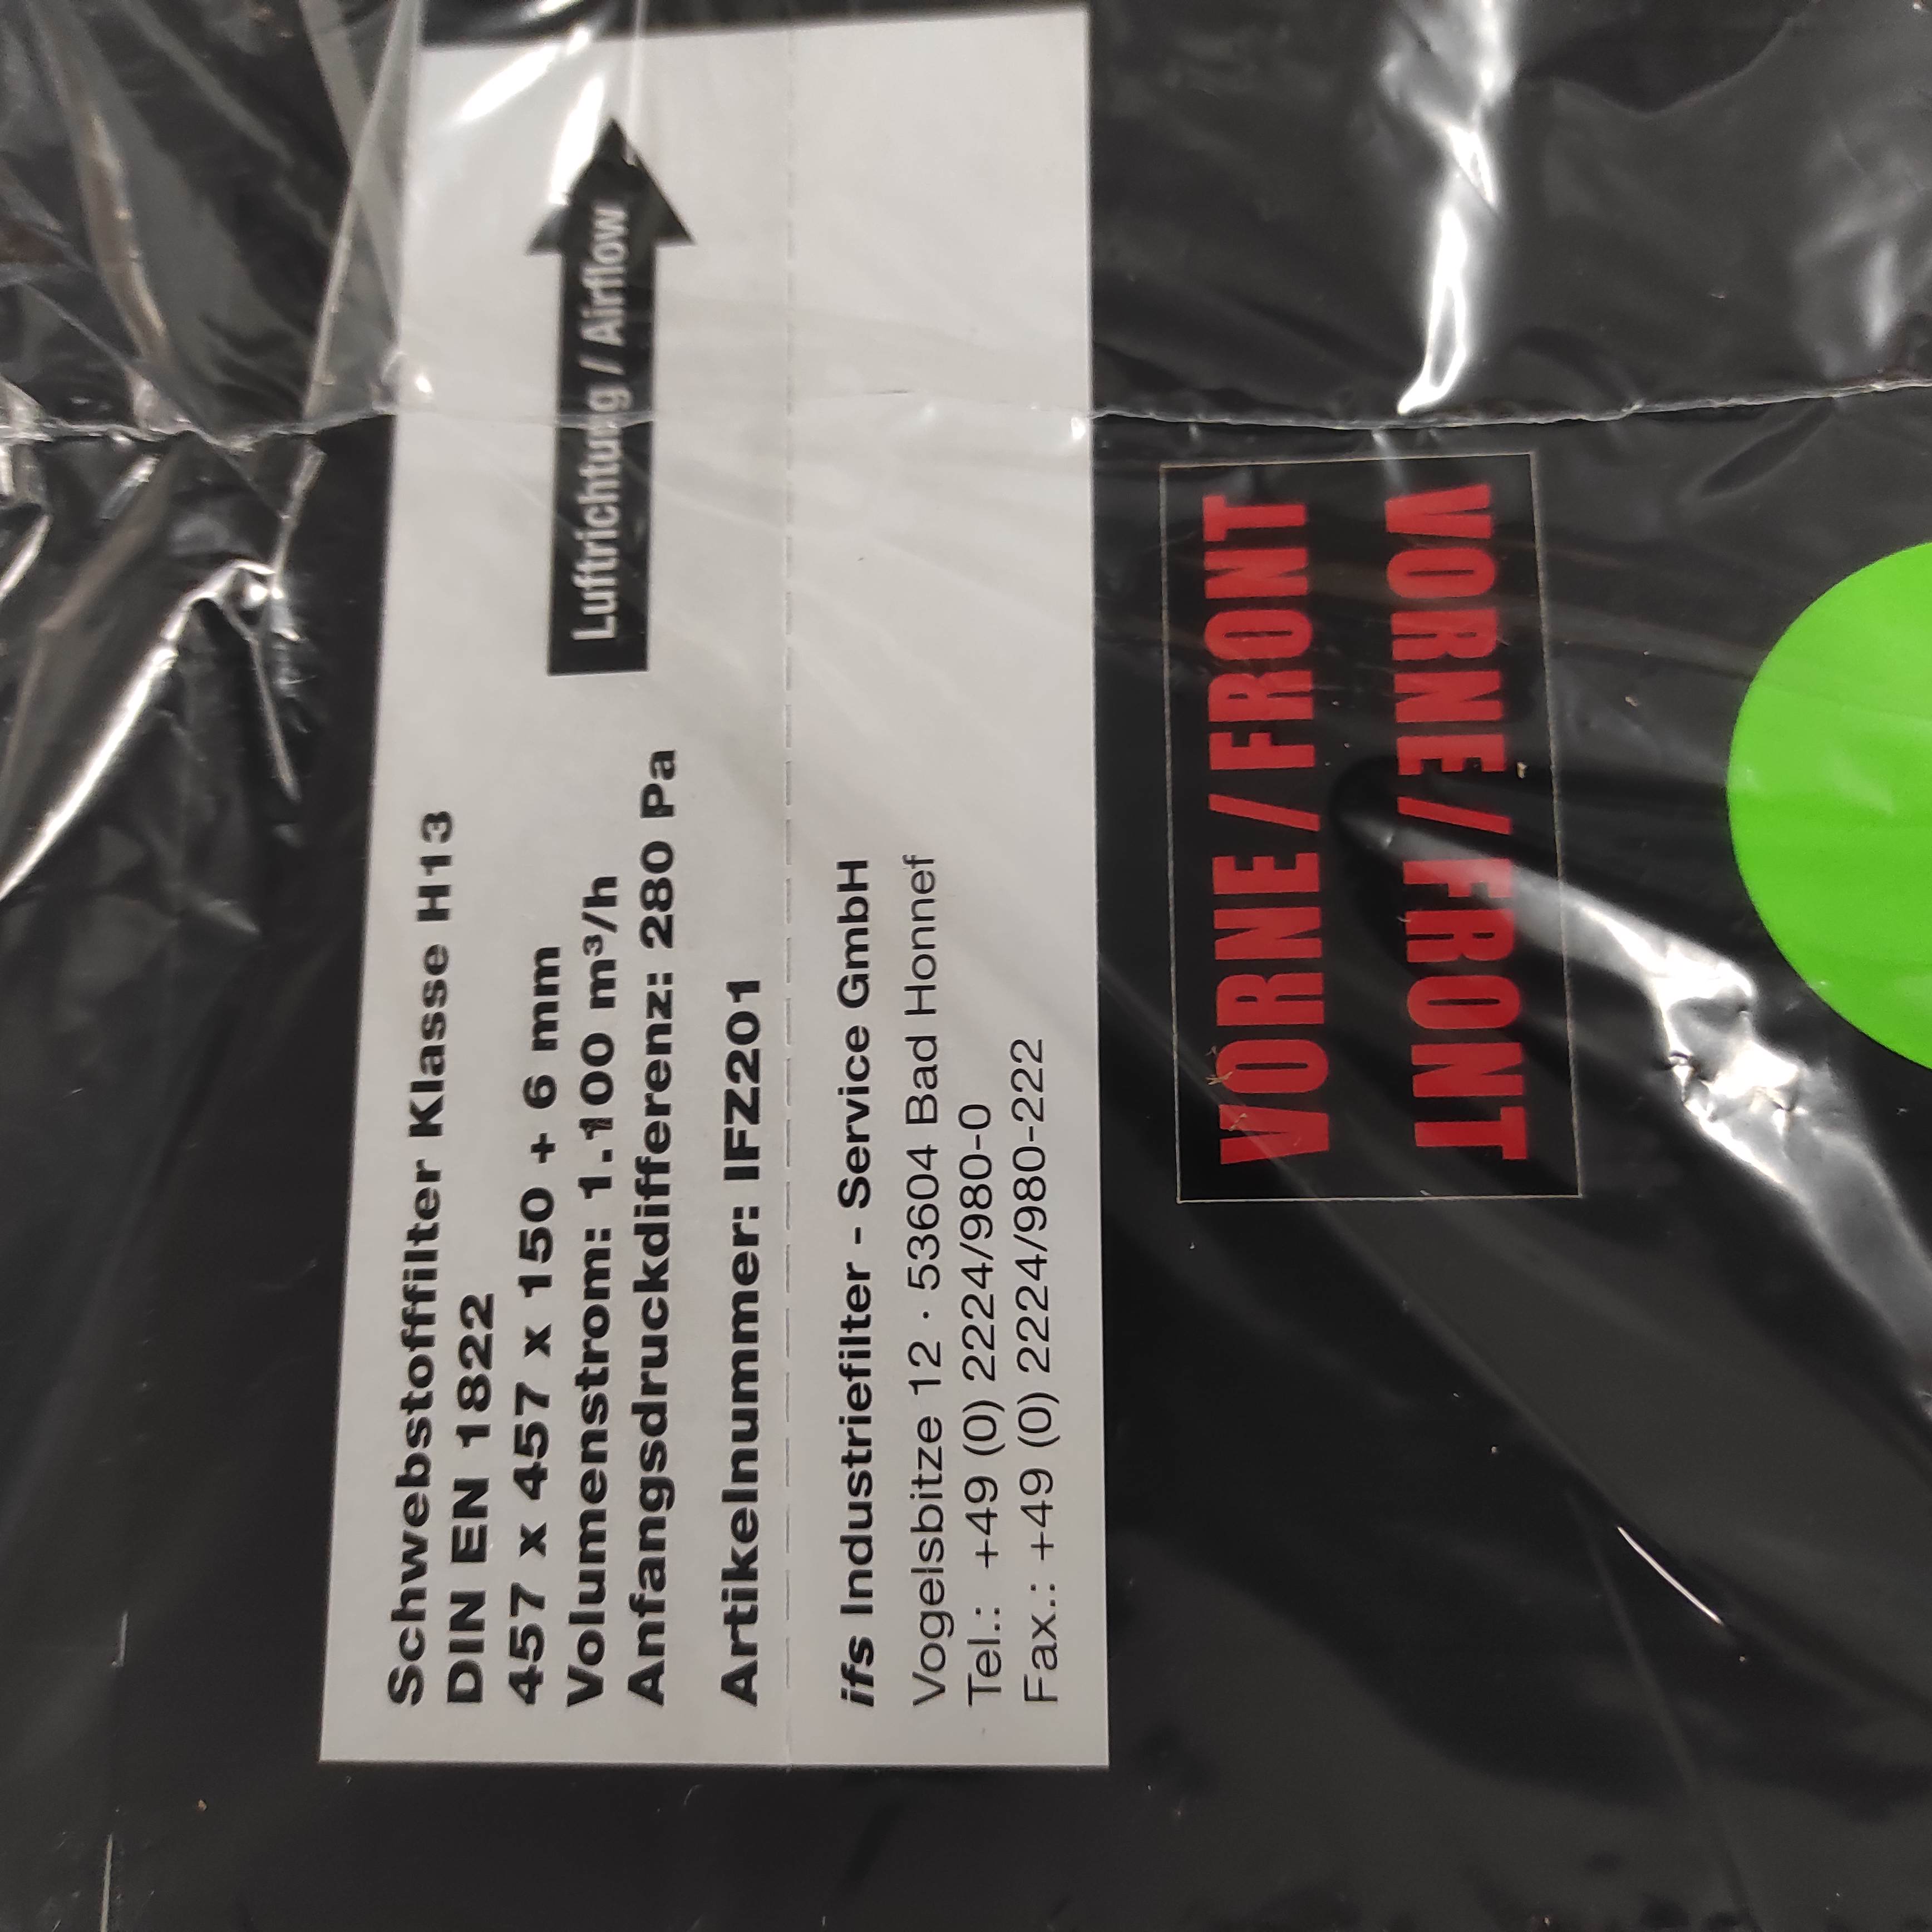 Schwebstofffilter Klasse H13
DIN EN 1822
457 x 457 x 150 + 6 mm
Volumenstrom: 1.100 m³/h
Anfangsdruckdifferenz: 280 Pa
Luftrichtung / Airflow
Artikelnummer: IFZ201
ifs Industriefilter - Service GmbH
Vogelsbitze 12 · 53604 Bad Honnef
Tel.: +49 (0) 2224/980-0
Fax.: +49 (0) 2224/980-222
VORNE / FRONT
VORNE / FRONT